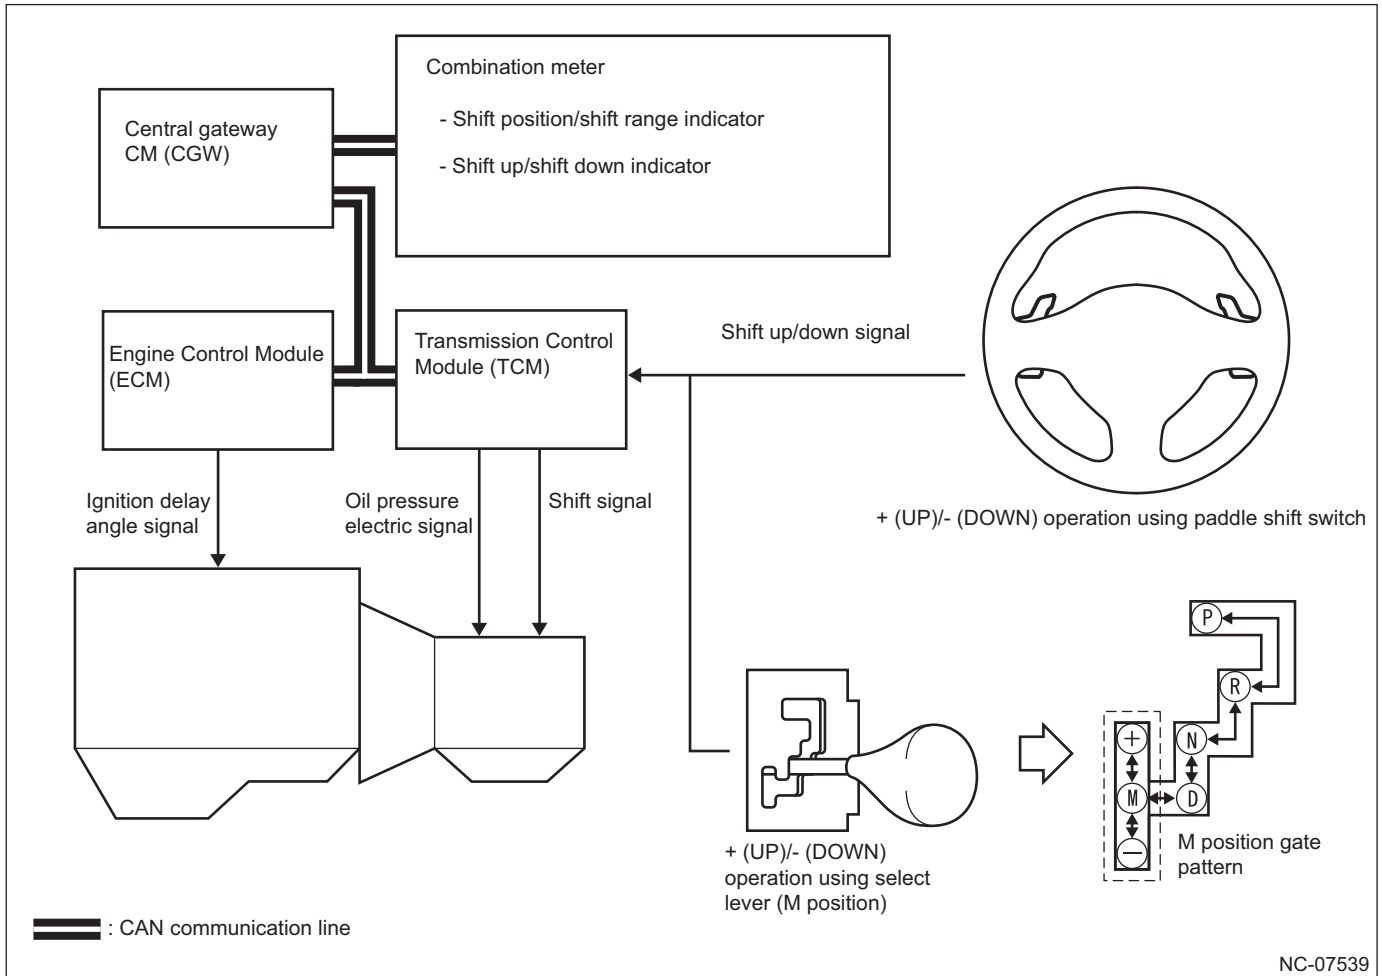 Combination meter
- Shift position/shift range indicator
- Shift up/shift down indicator
Central gateway
CM (CGW)
Engine Control Module
(ECM)
Transmission Control
Module (TCM)
Shift up/down signal
Ignition delay
angle signal
Oil pressure
electric signal
Shift signal
+ (UP)/- (DOWN) operation using paddle shift switch
P
R
+
N
M
D
−
M position gate
pattern
+ (UP)/- (DOWN)
operation using select
lever (M position)
: CAN communication line
NC-07539